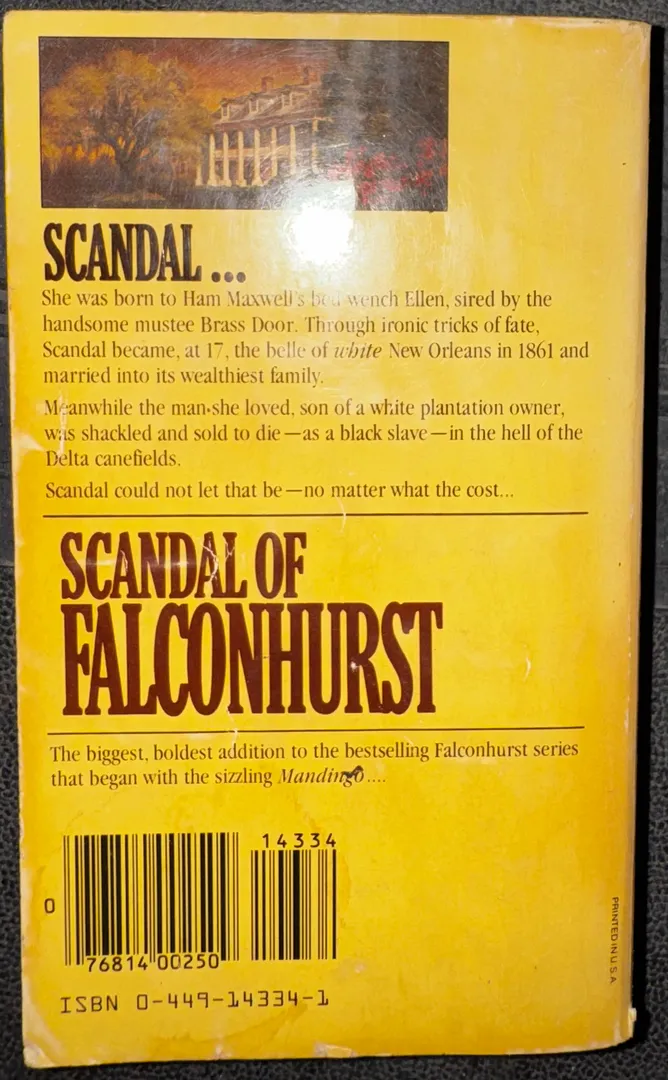 SCANDAL...
She was born to Ham Maxwell's bed wench Ellen, sired by the
handsome mustee Brass Door. Through ironic tricks of fate,
Scandal became, at 17, the belle of white New Orleans in 1861 and
married into its wealthiest family.
Meanwhile the man she loved, son of a white plantation owner,
was shackled and sold to die—as a black slave—in the hell of the
Delta canefields.
Scandal could not let that be—no matter what the cost...
SCANDAL OF
FALCONHURST
The biggest, boldest addition to the bestselling Falconhurst series
that began with the sizzling Mandingo....
14334
0
76814 00250
ISBN 0-449-14334-1
PRINTED IN U.S.A.